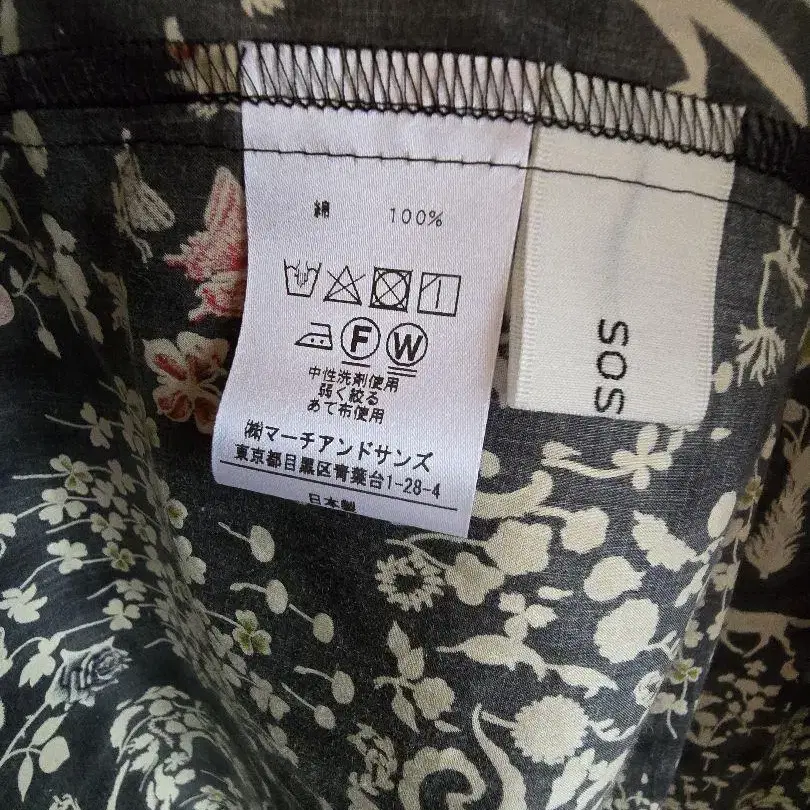 綿 100%
F W
中性洗剤使用
弱く絞る
あて布使用
㈱マーチアンドサンズ
東京都目黒区青葉台1-28-4
日本製
SOS